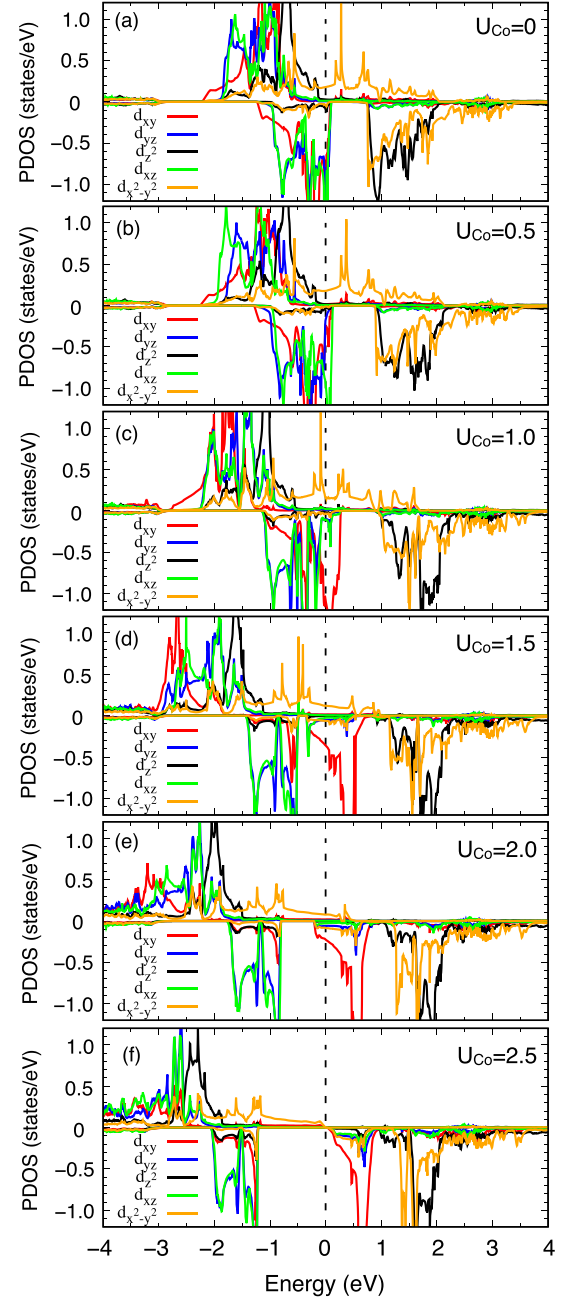 (a)
U_Co=0
PDOS (states/eV)
1.0
0.5
0
−0.5
−1.0
d_xy
d_yz
d_z²
d_xz
d_x²-y²
(b)
U_Co=0.5
PDOS (states/eV)
1.0
0.5
0
−0.5
−1.0
d_xy
d_yz
d_z²
d_xz
d_x²-y²
(c)
U_Co=1.0
PDOS (states/eV)
1.0
0.5
0
−0.5
−1.0
d_xy
d_yz
d_z²
d_xz
d_x²-y²
(d)
U_Co=1.5
PDOS (states/eV)
1.0
0.5
0
−0.5
−1.0
d_xy
d_yz
d_z²
d_xz
d_x²-y²
(e)
U_Co=2.0
PDOS (states/eV)
1.0
0.5
0
−0.5
−1.0
d_xy
d_yz
d_z²
d_xz
d_x²-y²
(f)
U_Co=2.5
PDOS (states/eV)
1.0
0.5
0
−0.5
−1.0
d_xy
d_yz
d_z²
d_xz
d_x²-y²
−4 −3 −2 −1 0 1 2 3 4
Energy (eV)